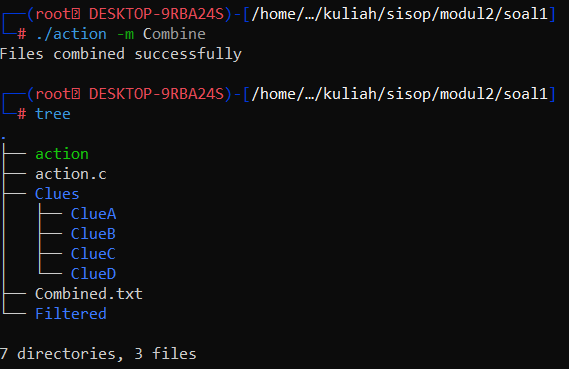 ┌──(root㉿DESKTOP-9RBA24S)-[/home/…/kuliah/sisop/modul2/soal1]
└─# ./action -m Combine
Files combined successfully
┌──(root㉿DESKTOP-9RBA24S)-[/home/…/kuliah/sisop/modul2/soal1]
└─# tree
.
├── action
├── action.c
├── Clues
│   ├── ClueA
│   ├── ClueB
│   ├── ClueC
│   └── ClueD
├── Combined.txt
└── Filtered
7 directories, 3 files